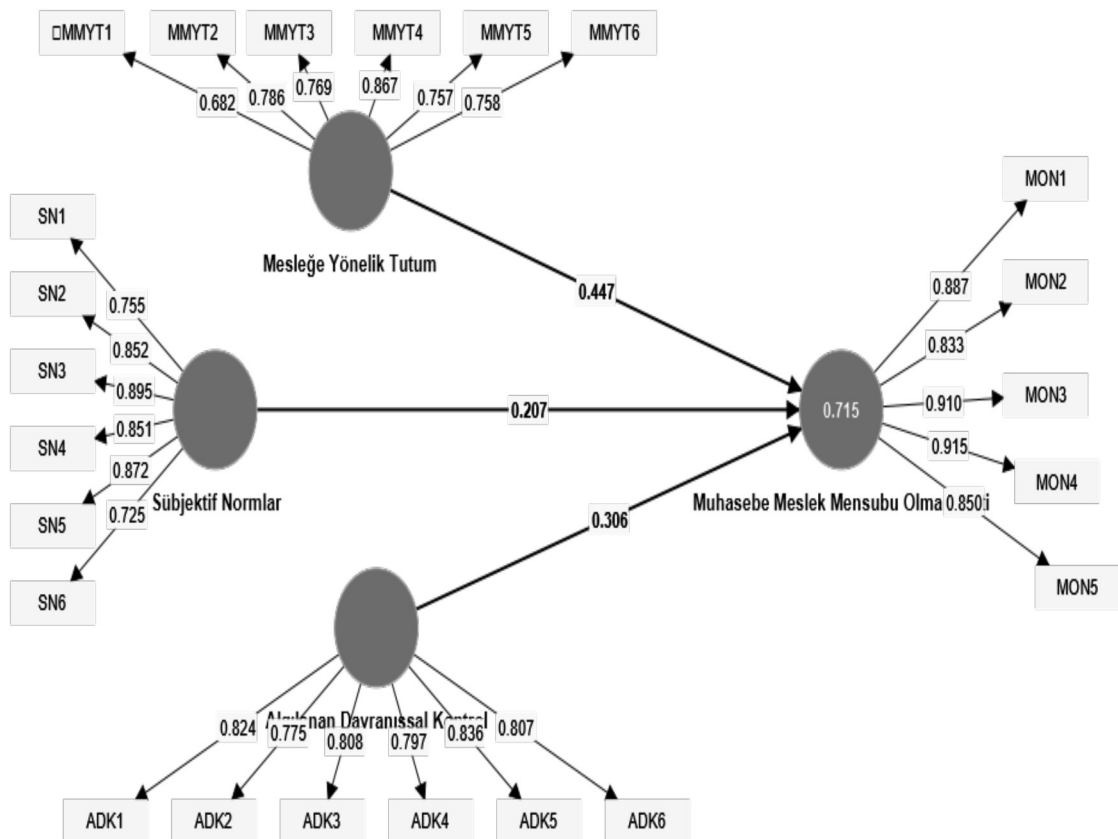 MMYT1
MMYT2
MMYT3
MMYT4
MMYT5
MMYT6
0.682
0.786
0.769
0.867
0.757
0.758
Mesleğe Yönelik Tutum
SN1
SN2
SN3
SN4
SN5
SN6
0.755
0.852
0.895
0.851
0.872
0.725
Sübjektif Normlar
0.447
0.207
0.306
0.715
Muhasebe Meslek Mensubu
MON1
MON2
MON3
MON4
MON5
0.887
0.833
0.910
0.915
0.850
Davranışsal
0.824
0.775
0.808
0.797
0.836
0.807
ADK1
ADK2
ADK3
ADK4
ADK5
ADK6